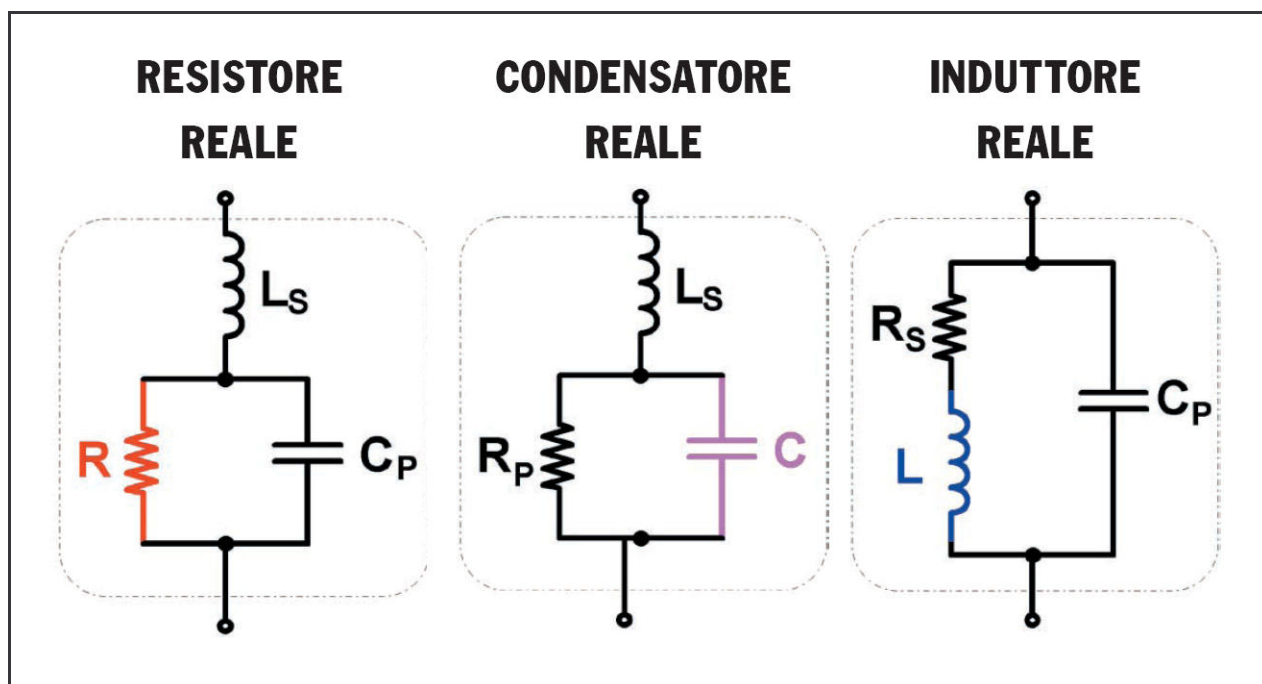 RESISTORE
REALE
CONDENSATORE
REALE
INDUTTORE
REALE
LS
R
CP
LS
RP
C
RS
L
CP